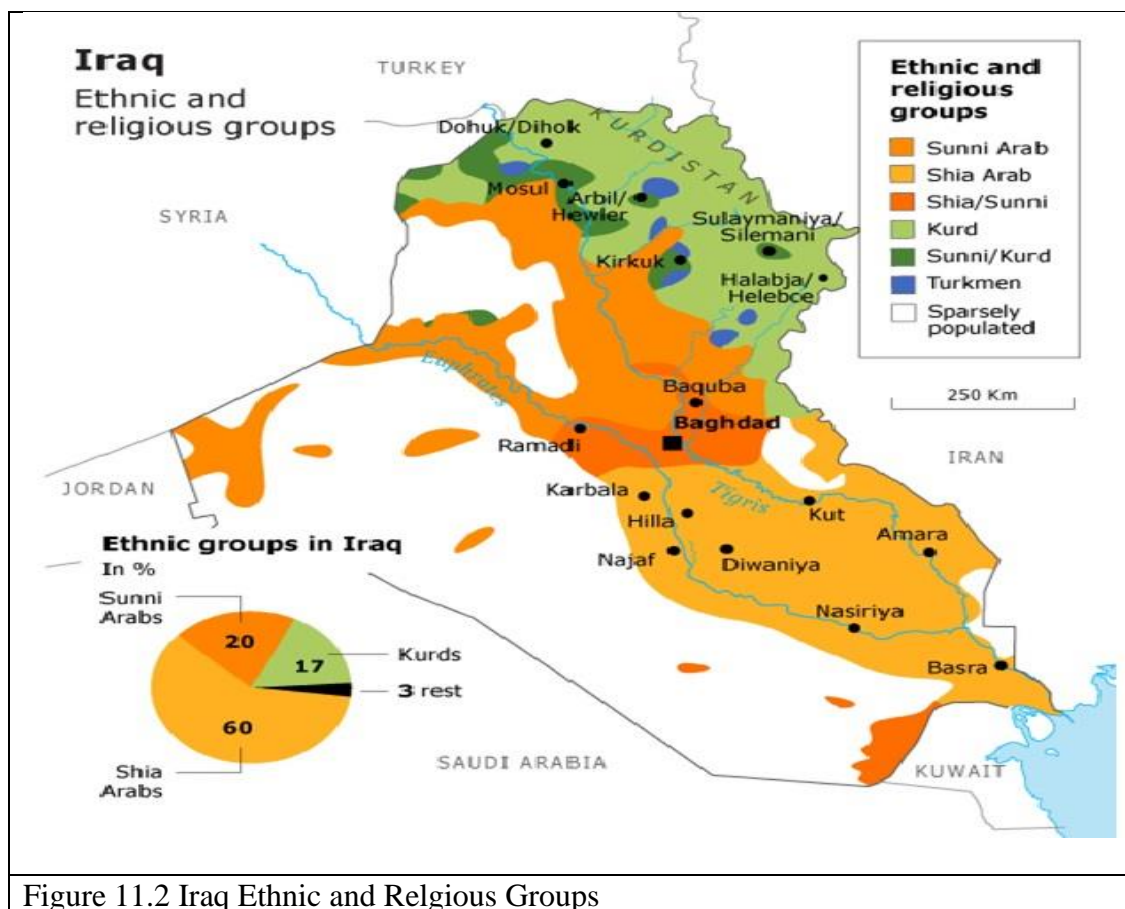 Iraq
Ethnic and
religious groups
TURKEY
SYRIA
JORDAN
SAUDI ARABIA
KUWAIT
IRAN
KURDISTAN
Dohuk/Dihok
Mosul
Arbil/
Hewler
Sulaymaniya/
Silemani
Kirkuk
Halabja/
Helebce
Euphrates
Baquba
Baghdad
Ramadi
Tigris
Karbala
Kut
Hilla
Amara
Najaf
Diwaniya
Nasiriya
Basra
Ethnic and
religious
groups
Sunni Arab
Shia Arab
Shia/Sunni
Kurd
Sunni/Kurd
Turkmen
Sparsely
populated
250 Km
Ethnic groups in Iraq
In %
Sunni
Arabs
20
17
Kurds
3 rest
60
Shia
Arabs
Figure 11.2 Iraq Ethnic and Relgious Groups